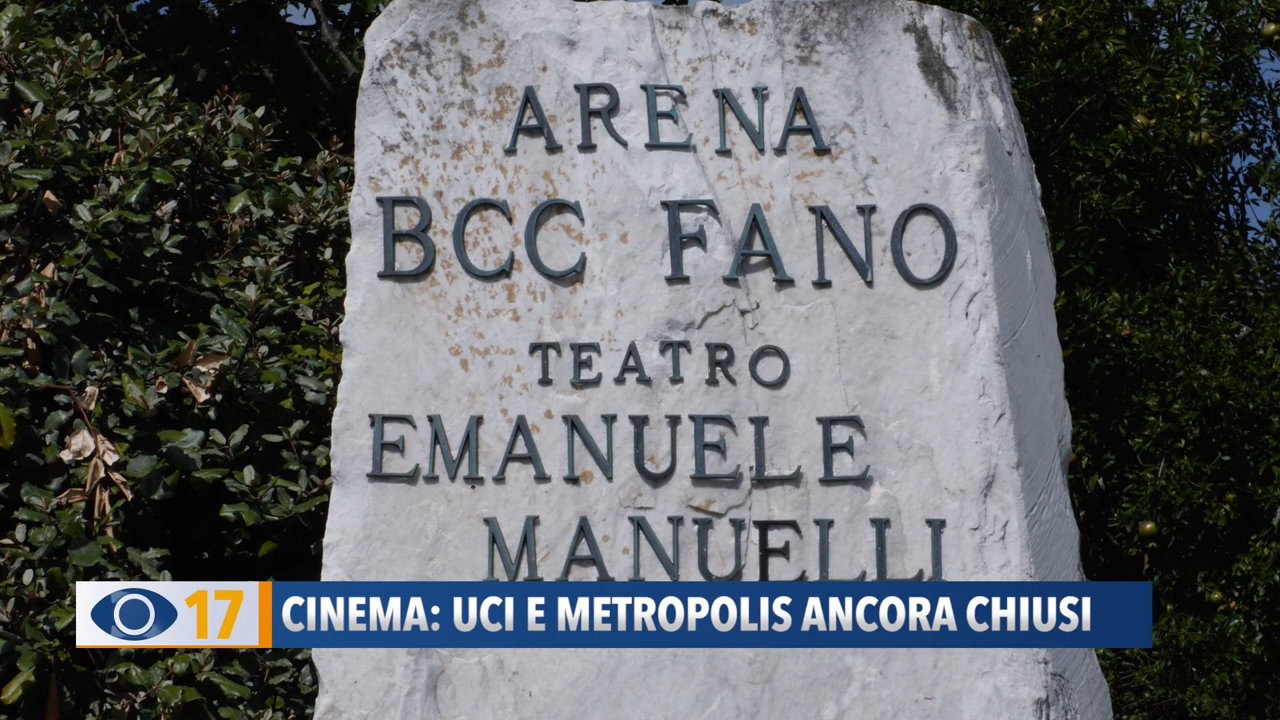 ARENA
BCC FANO
TEATRO
EMANUELE
MANUELLI
17 CINEMA: UCI E METROPOLIS ANCORA CHIUSI